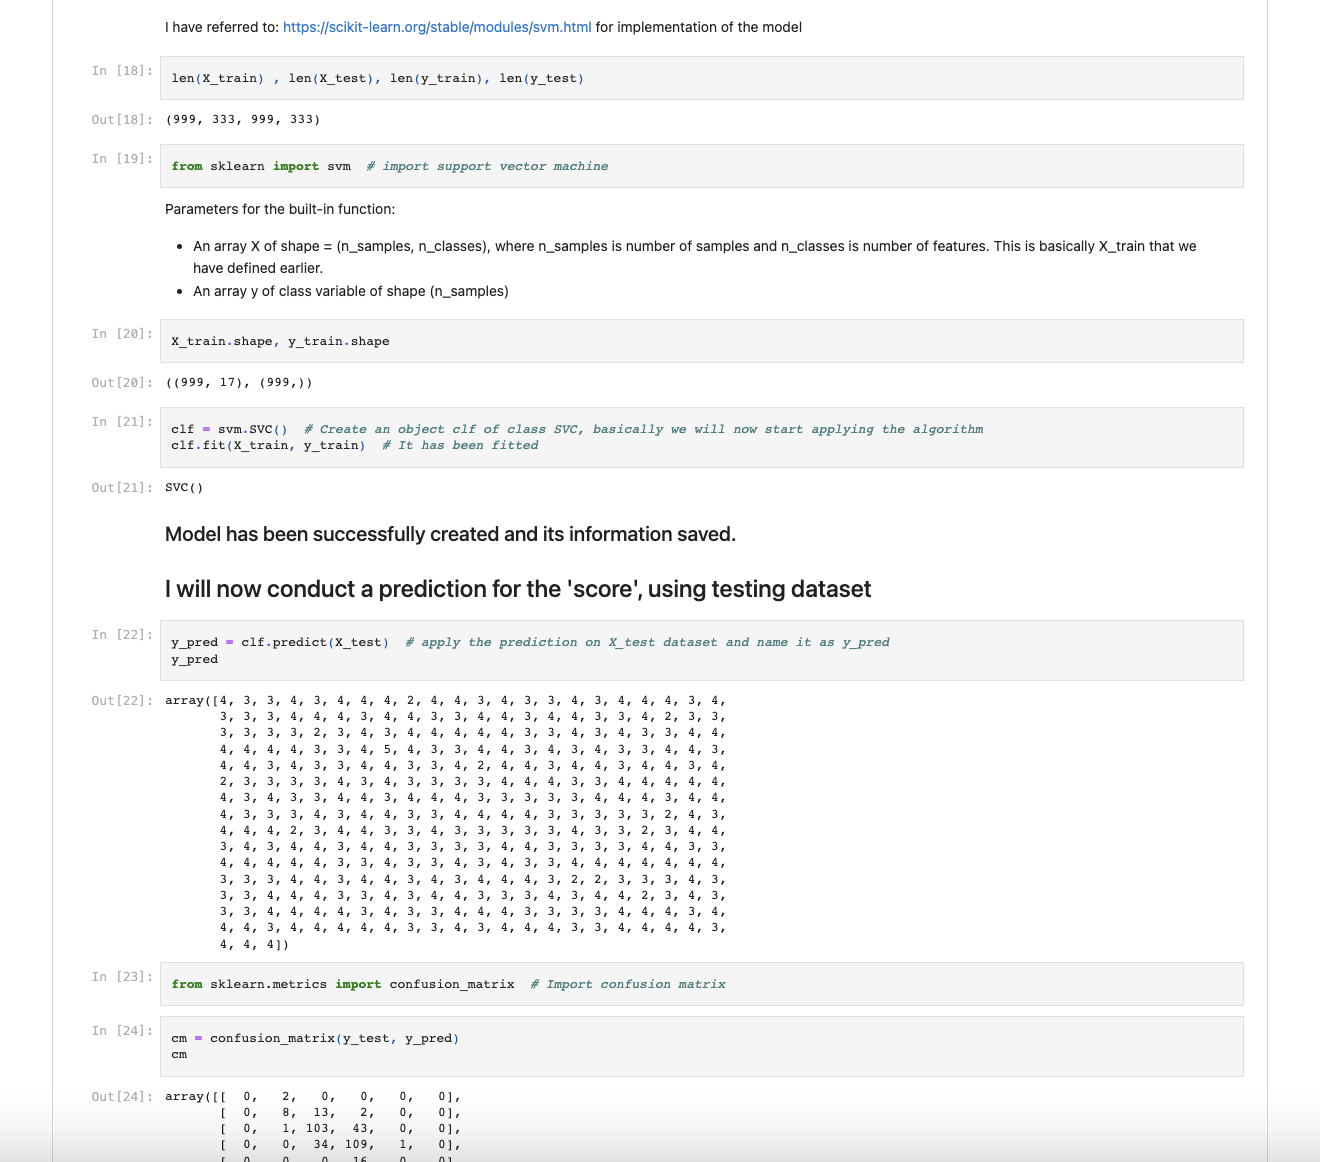 I have referred to: https://scikit-learn.org/stable/modules/svm.html for implementation of the model
In [18]: len(X_train) , len(X_test), len(y_train), len(y_test)
Out[18]: (999, 333, 999, 333)
In [19]: from sklearn import svm  # import support vector machine
Parameters for the built-in function:
• An array X of shape = (n_samples, n_classes), where n_samples is number of samples and n_classes is number of features. This is basically X_train that we
have defined earlier.
• An array y of class variable of shape (n_samples)
In [20]: X_train.shape, y_train.shape
Out[20]: ((999, 17), (999,))
In [21]: clf = svm.SVC()  # Create an object clf of class SVC, basically we will now start applying the algorithm
clf.fit(X_train, y_train)  # It has been fitted
Out[21]: SVC()
Model has been successfully created and its information saved.
I will now conduct a prediction for the 'score', using testing dataset
In [22]: y_pred = clf.predict(X_test)  # apply the prediction on X_test dataset and name it as y_pred
y_pred
Out[22]: array([4, 3, 3, 4, 3, 4, 4, 4, 2, 4, 4, 3, 4, 3, 3, 4, 3, 4, 4, 4, 3, 4,
3, 3, 3, 4, 4, 4, 3, 4, 4, 3, 3, 4, 4, 3, 4, 4, 3, 3, 4, 2, 3, 3,
3, 3, 3, 3, 2, 3, 4, 3, 4, 4, 4, 4, 4, 3, 3, 4, 3, 4, 3, 3, 4, 4,
4, 4, 4, 4, 3, 3, 4, 5, 4, 3, 3, 4, 4, 3, 4, 3, 4, 3, 3, 4, 4, 3,
4, 4, 3, 4, 3, 3, 4, 4, 3, 3, 4, 2, 4, 4, 3, 4, 4, 3, 4, 4, 3, 4,
2, 3, 3, 3, 3, 4, 3, 4, 3, 3, 3, 3, 4, 4, 4, 3, 3, 4, 4, 4, 4, 4,
4, 3, 4, 3, 3, 4, 4, 3, 4, 4, 4, 3, 3, 3, 3, 3, 4, 4, 4, 3, 4, 4,
4, 3, 3, 3, 4, 3, 4, 4, 3, 3, 4, 4, 4, 4, 3, 3, 3, 3, 3, 2, 4, 3,
4, 4, 4, 2, 3, 4, 4, 3, 3, 4, 3, 3, 3, 3, 3, 4, 3, 3, 2, 3, 4, 4,
3, 4, 3, 4, 4, 3, 4, 4, 3, 3, 3, 3, 4, 4, 3, 3, 3, 3, 4, 4, 3, 3,
4, 4, 4, 4, 4, 3, 3, 4, 3, 3, 4, 3, 4, 3, 3, 4, 4, 4, 4, 4, 4, 4,
3, 3, 3, 4, 4, 3, 4, 4, 3, 4, 3, 4, 4, 4, 3, 2, 2, 3, 3, 3, 4, 3,
3, 3, 4, 4, 4, 3, 3, 4, 3, 4, 4, 3, 3, 3, 4, 3, 4, 4, 2, 3, 4, 3,
3, 3, 4, 4, 4, 4, 3, 4, 3, 3, 4, 4, 4, 3, 3, 3, 3, 4, 4, 4, 3, 4,
4, 4, 3, 4, 4, 4, 4, 4, 3, 3, 4, 3, 4, 4, 4, 3, 3, 4, 4, 4, 4, 3,
4, 4, 4])
In [23]: from sklearn.metrics import confusion_matrix  # Import confusion matrix
In [24]: cm = confusion_matrix(y_test, y_pred)
cm
Out[24]: array([[  0,   2,   0,   0,   0,   0],
[  0,   8,  13,   2,   0,   0],
[  0,   1, 103,  43,   0,   0],
[  0,   0,  34, 109,   1,   0],
[  0,   0,   0,  16,   0,   0]